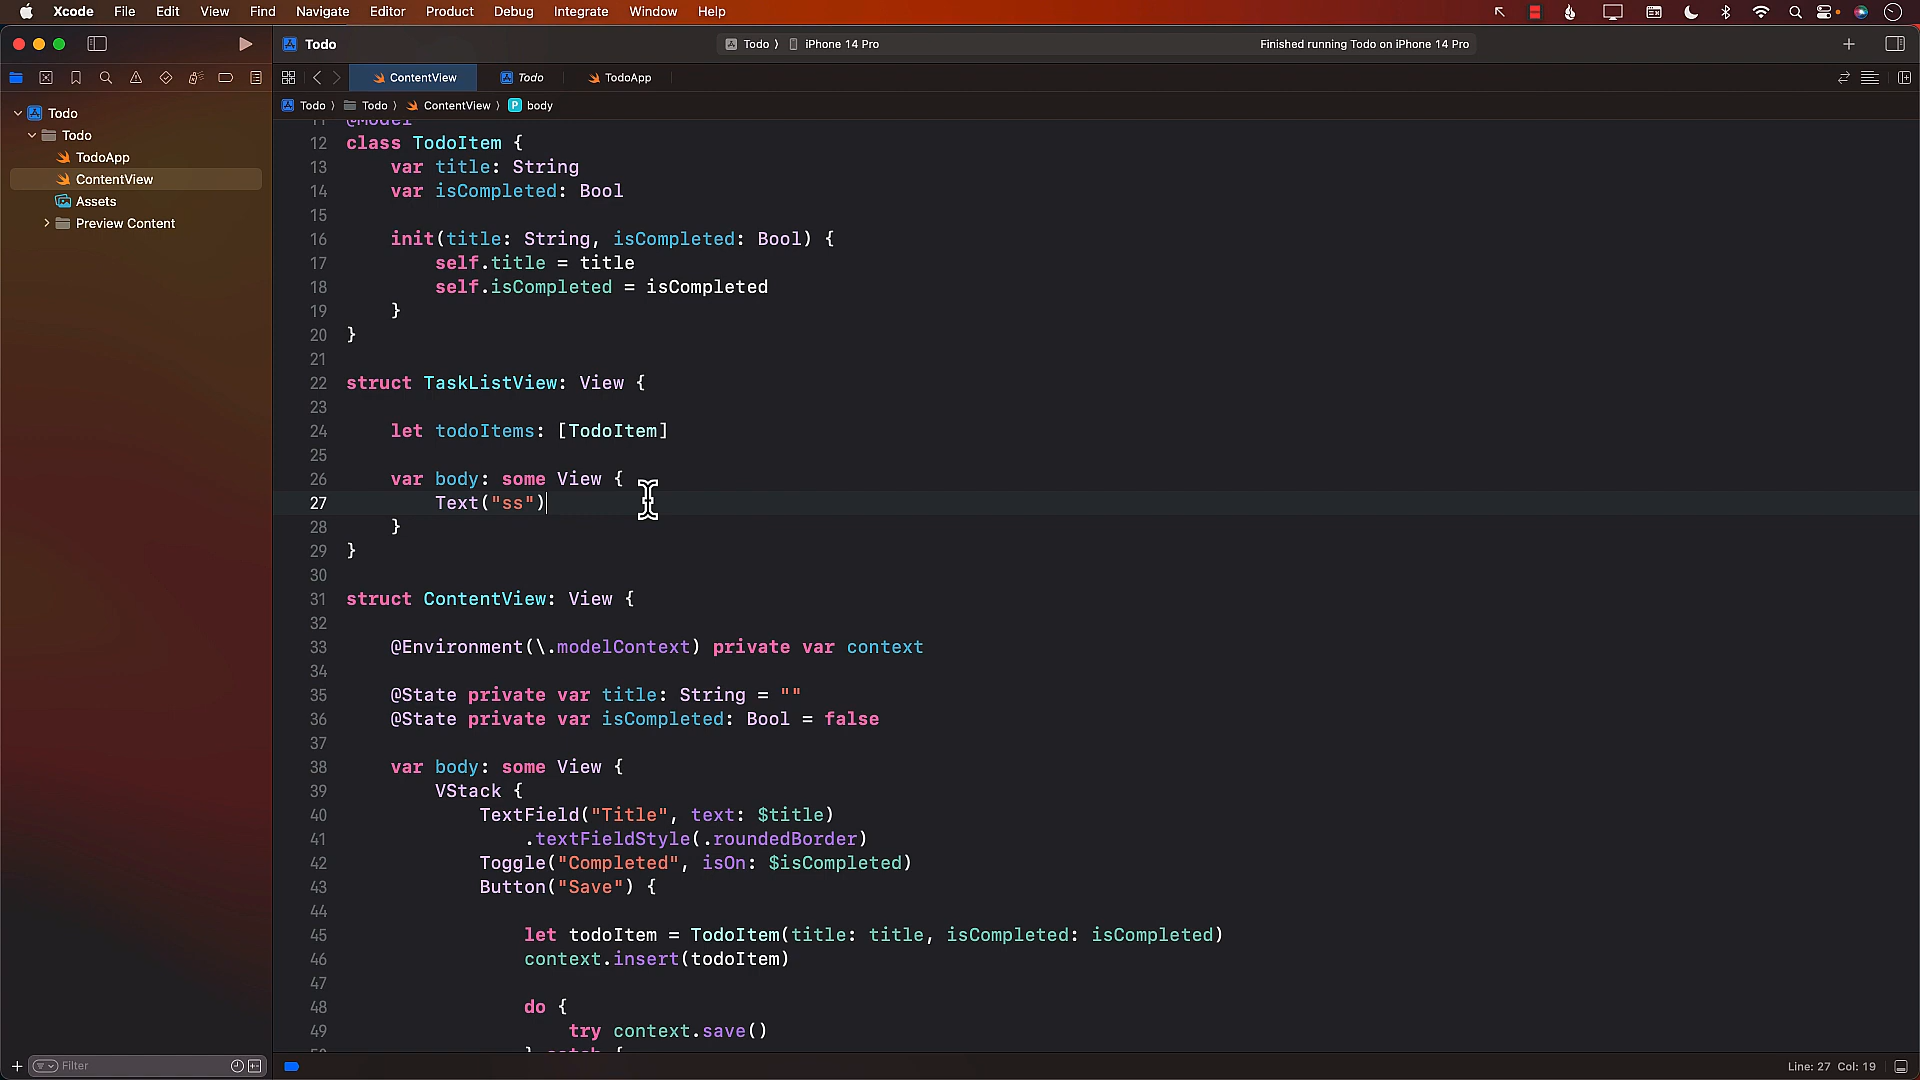 Xcode File Edit View Find Navigate Editor Product Debug Integrate Window Help
Todo
Todo 〉 iPhone 14 Pro
Finished running Todo on iPhone 14 Pro
ContentView
Todo
TodoApp
Todo 〉 Todo 〉 ContentView 〉 P body
Todo
Todo
TodoApp
ContentView
Assets
Preview Content
11 @Model
12 class TodoItem {
13 var title: String
14 var isCompleted: Bool
15
16 init(title: String, isCompleted: Bool) {
17 self.title = title
18 self.isCompleted = isCompleted
19 }
20 }
21
22 struct TaskListView: View {
23
24 let todoItems: [TodoItem]
25
26 var body: some View {
27 Text("ss")
28 }
29 }
30
31 struct ContentView: View {
32
33 @Environment(\.modelContext) private var context
34
35 @State private var title: String = ""
36 @State private var isCompleted: Bool = false
37
38 var body: some View {
39 VStack {
40 TextField("Title", text: $title)
41 .textFieldStyle(.roundedBorder)
42 Toggle("Completed", isOn: $isCompleted)
43 Button("Save") {
44
45 let todoItem = TodoItem(title: title, isCompleted: isCompleted)
46 context.insert(todoItem)
47
48 do {
49 try context.save()
50 } catch {
Filter
Line: 27 Col: 19